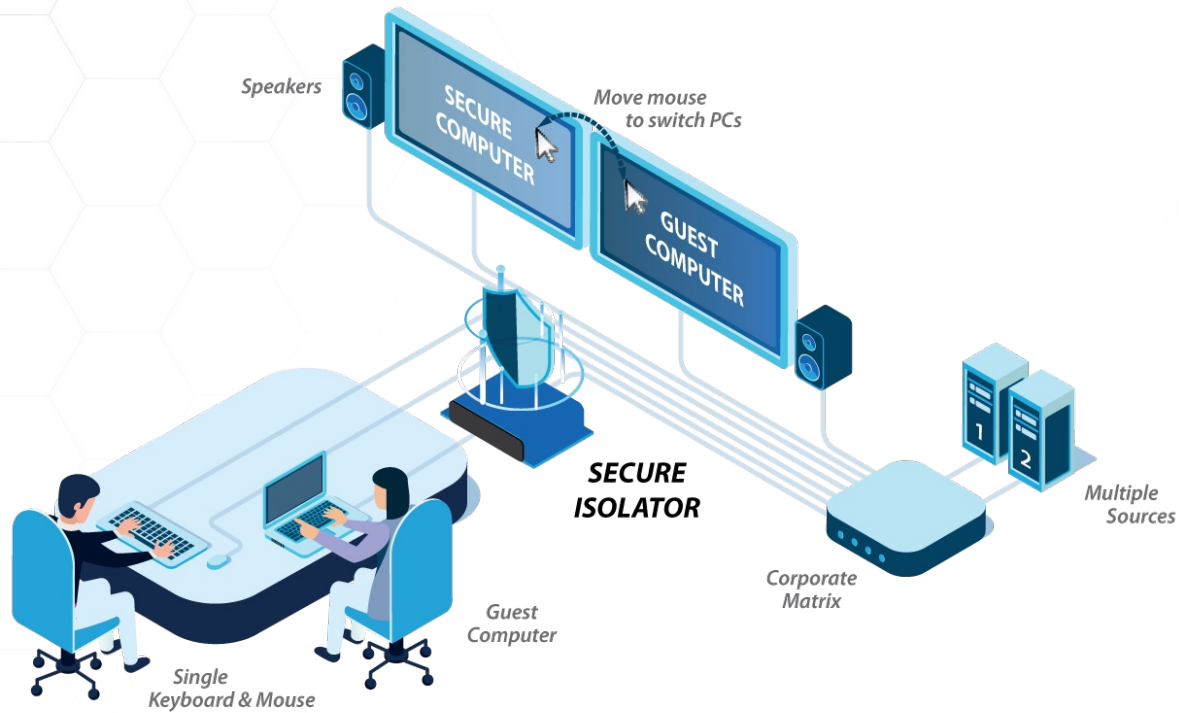 Speakers
SECURE
COMPUTER
Move mouse
to switch PCs
GUEST
COMPUTER
SECURE
ISOLATOR
1
2
Multiple
Sources
Corporate
Matrix
Guest
Computer
Single
Keyboard & Mouse